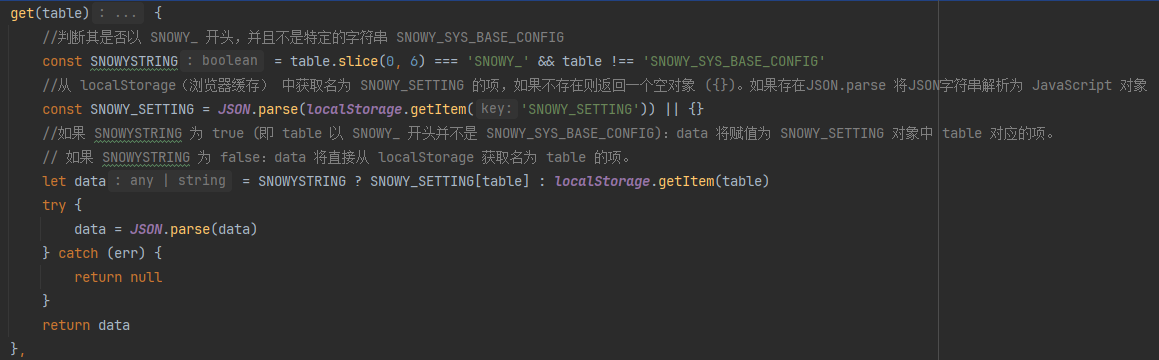 get(table) : ... {
//判断其是否以 SNOWY_ 开头，并且不是特定的字符串 SNOWY_SYS_BASE_CONFIG
const SNOWYSTRING : boolean = table.slice(0, 6) === 'SNOWY_' && table !== 'SNOWY_SYS_BASE_CONFIG'
//从 localStorage（浏览器缓存） 中获取名为 SNOWY_SETTING 的项，如果不存在则返回一个空对象 ({})。如果存在JSON.parse 将JSON字符串解析为 JavaScript 对象
const SNOWY_SETTING = JSON.parse(localStorage.getItem( key: 'SNOWY_SETTING')) || {}
//如果 SNOWYSTRING 为 true（即 table 以 SNOWY_ 开头并不是 SNOWY_SYS_BASE_CONFIG）：data 将赋值为 SNOWY_SETTING 对象中 table 对应的项。
// 如果 SNOWYSTRING 为 false：data 将直接从 localStorage 获取名为 table 的项。
let data : any | string = SNOWYSTRING ? SNOWY_SETTING[table] : localStorage.getItem(table)
try {
data = JSON.parse(data)
} catch (err) {
return null
}
return data
},